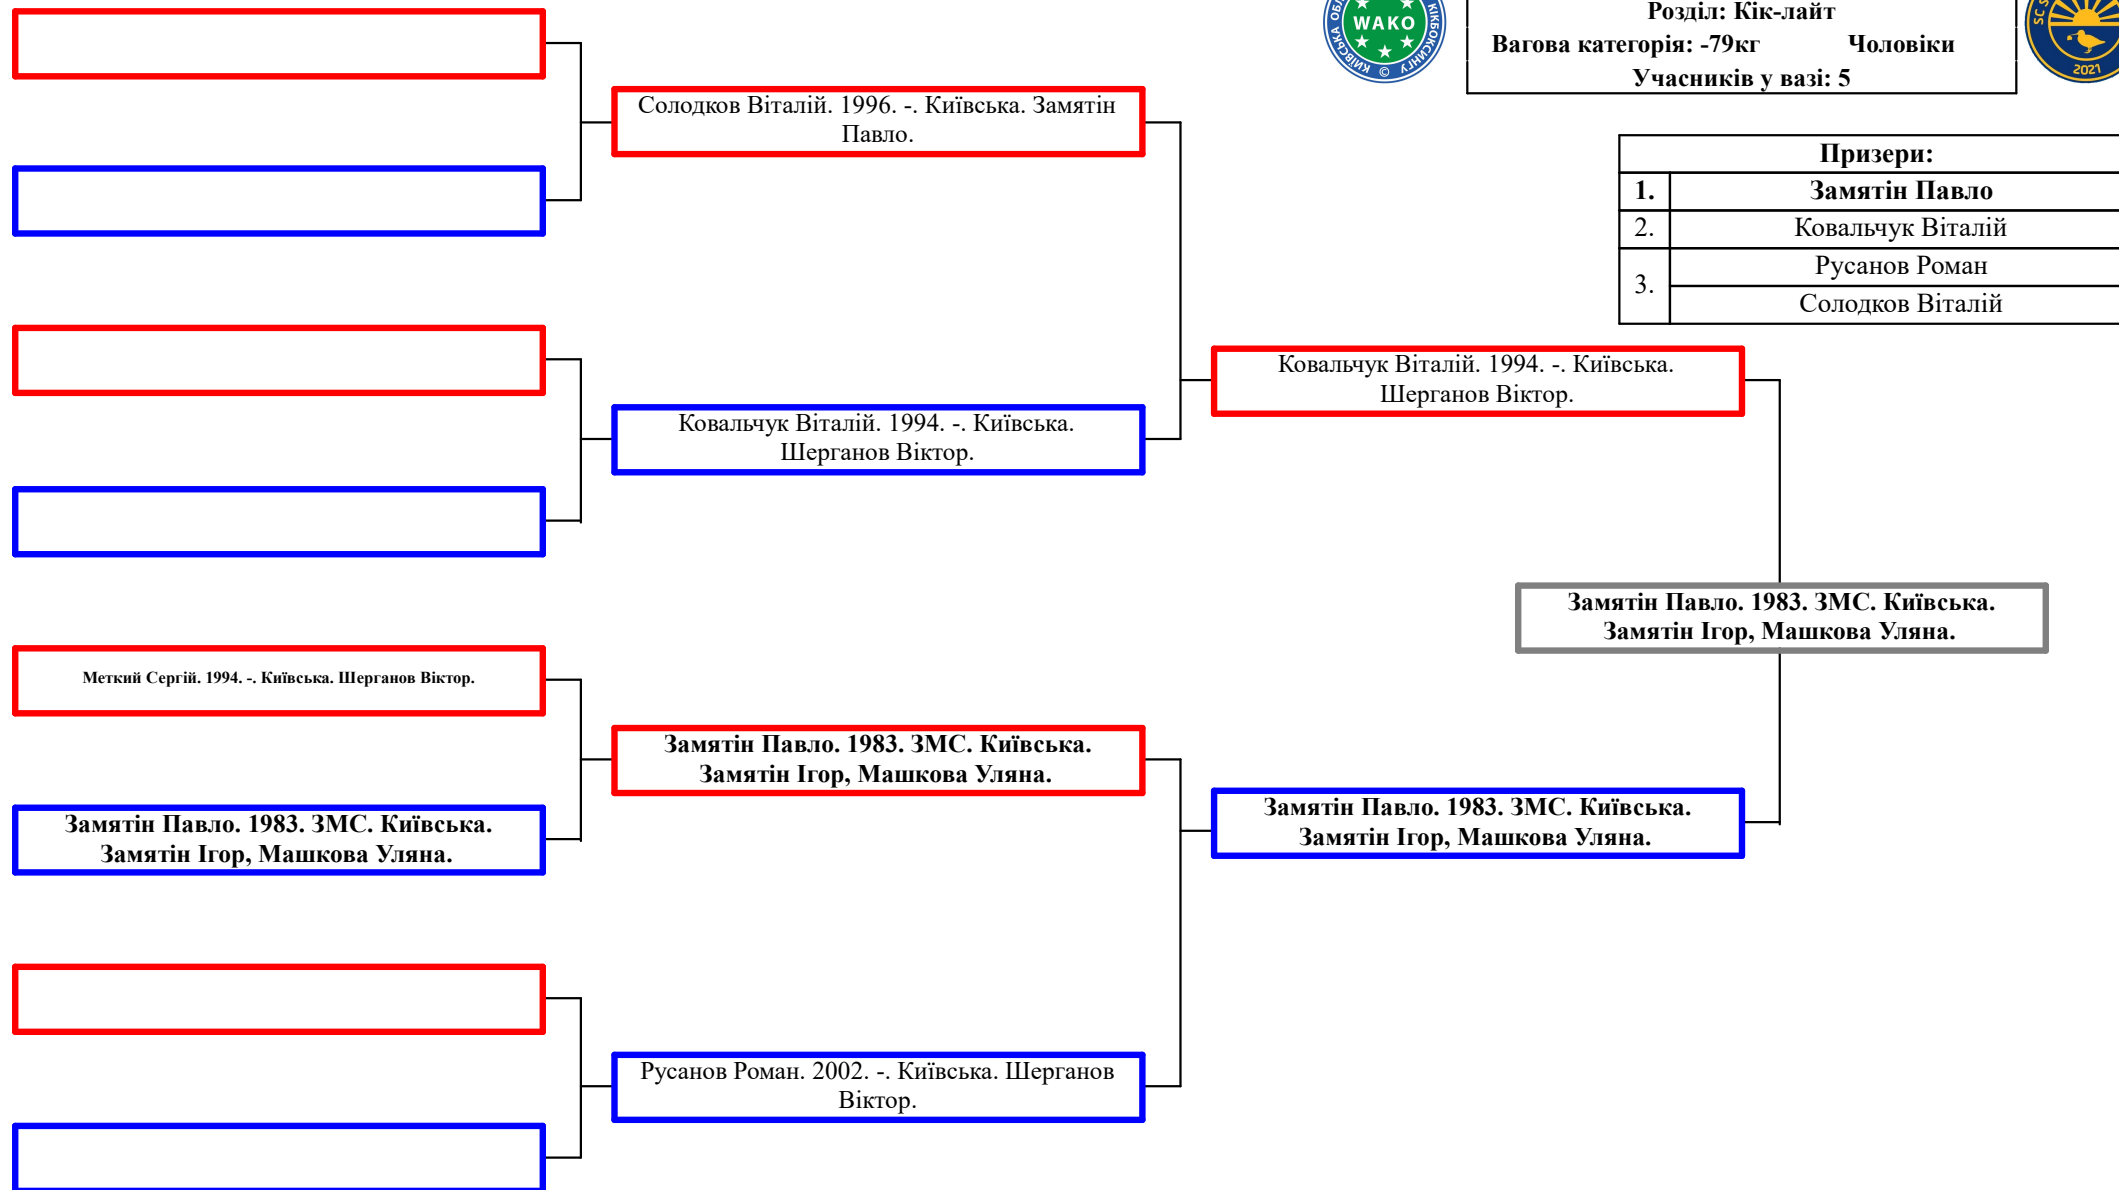 Розділ: Кік-лайт
Вагова категорія: -79кг Чоловіки
Учасників у вазі: 5
WAKO
2021
Призери:
1. Замятін Павло
2. Ковальчук Віталій
3. Русанов Роман
Солодков Віталій
Солодков Віталій. 1996. -. Київська. Замятін
Павло.
Ковальчук Віталій. 1994. -. Київська.
Шерганов Віктор.
Ковальчук Віталій. 1994. -. Київська.
Шерганов Віктор.
Замятін Павло. 1983. ЗМС. Київська.
Замятін Ігор, Машкова Уляна.
Меткий Сергій. 1994. -. Київська. Шерганов Віктор.
Замятін Павло. 1983. ЗМС. Київська.
Замятін Ігор, Машкова Уляна.
Замятін Павло. 1983. ЗМС. Київська.
Замятін Ігор, Машкова Уляна.
Замятін Павло. 1983. ЗМС. Київська.
Замятін Ігор, Машкова Уляна.
Русанов Роман. 2002. -. Київська. Шерганов
Віктор.